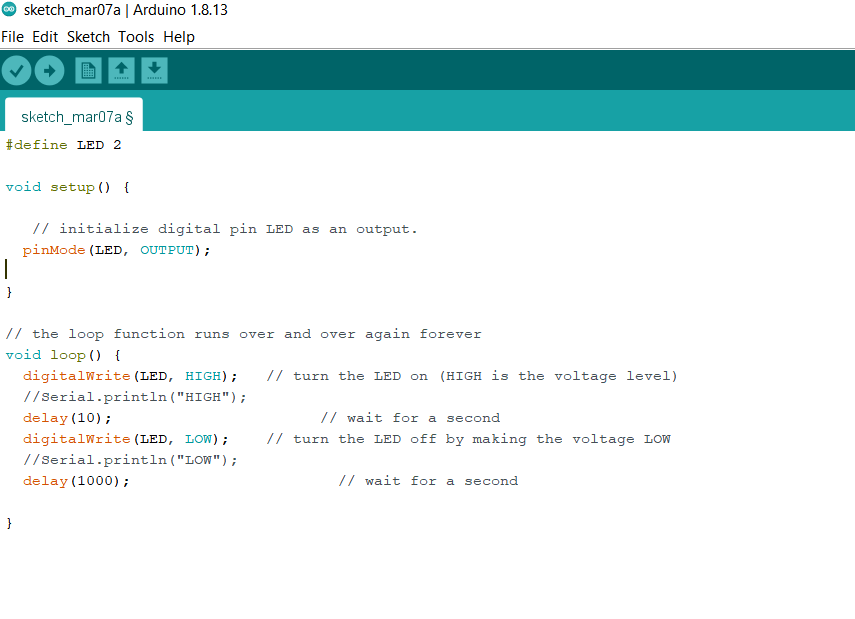 sketch_mar07a | Arduino 1.8.13
File Edit Sketch Tools Help
sketch_mar07a §
#define LED 2
void setup() {
// initialize digital pin LED as an output.
pinMode(LED, OUTPUT);
}
// the loop function runs over and over again forever
void loop() {
digitalWrite(LED, HIGH); // turn the LED on (HIGH is the voltage level)
//Serial.println("HIGH");
delay(10); // wait for a second
digitalWrite(LED, LOW); // turn the LED off by making the voltage LOW
//Serial.println("LOW");
delay(1000); // wait for a second
}